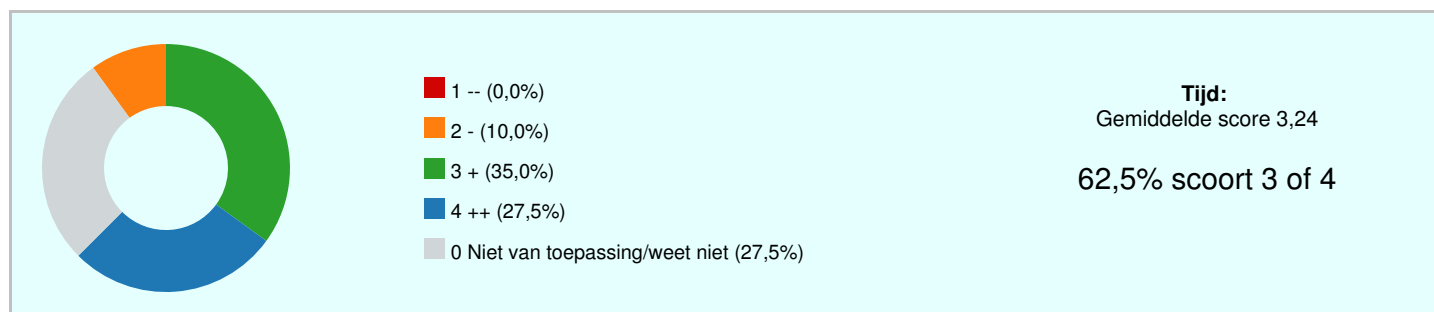 1 -- (0,0%)
2 - (10,0%)
3 + (35,0%)
4 ++ (27,5%)
0 Niet van toepassing/weet niet (27,5%)
Tijd:
Gemiddelde score 3,24
62,5% scoort 3 of 4